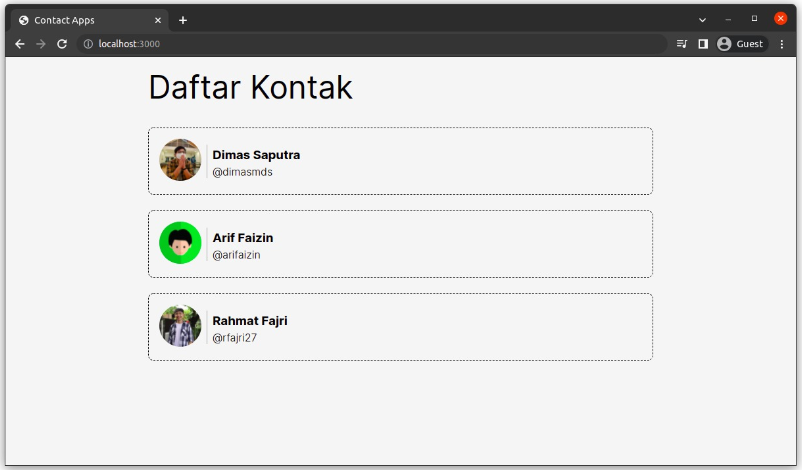 Contact Apps
localhost:3000
Guest
Daftar Kontak
Dimas Saputra
@dimasmds
Arif Faizin
@arifaizin
Rahmat Fajri
@rfajri27